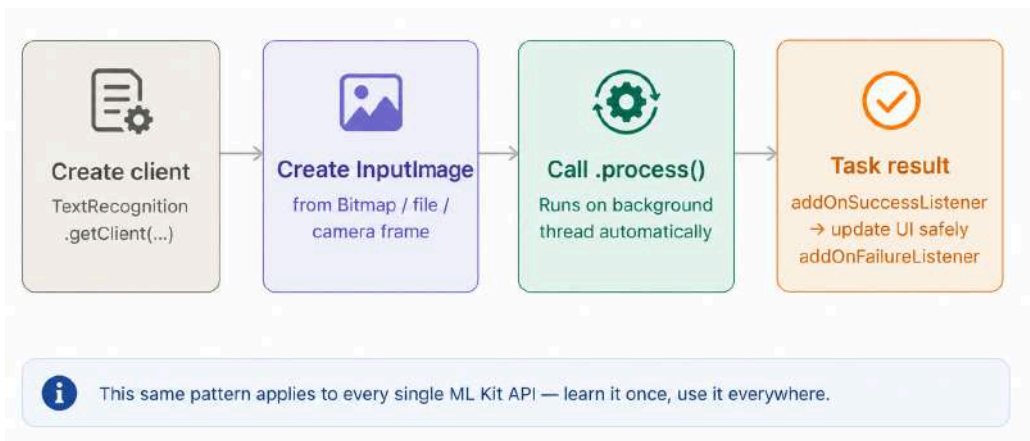 Create client
TextRecognition
.getClient(...)
Create InputImage
from Bitmap / file /
camera frame
Call .process()
Runs on background
thread automatically
Task result
addOnSuccessListener
→ update UI safely
addOnFailureListener
This same pattern applies to every single ML Kit API — learn it once, use it everywhere.